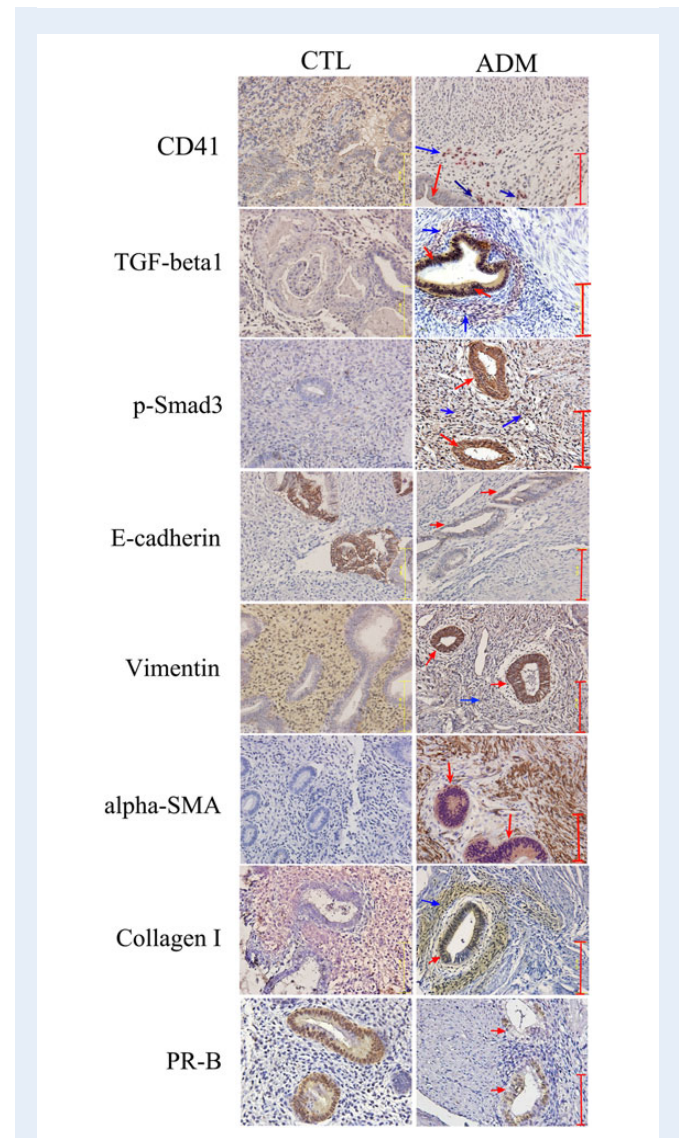 CTL ADM
CD41
TGF-beta1
p-Smad3
E-cadherin
Vimentin
alpha-SMA
Collagen I
PR-B